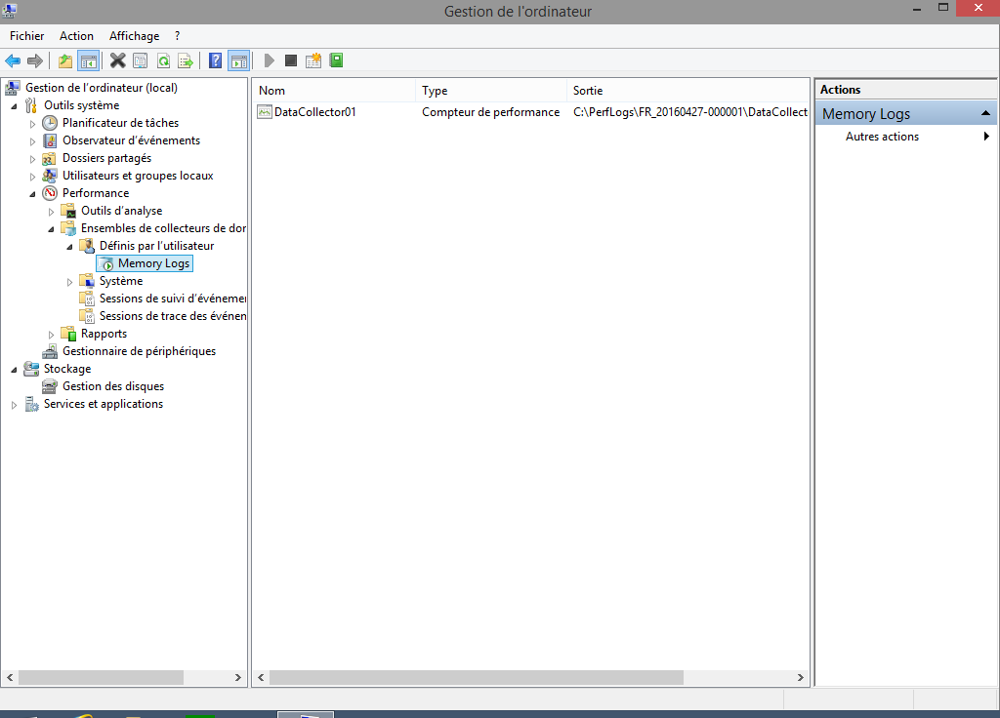 Gestion de l'ordinateur
Fichier Action Affichage ?
Gestion de l'ordinateur (local)
Outils système
Planificateur de tâches
Observateur d'événements
Dossiers partagés
Utilisateurs et groupes locaux
Performance
Outils d'analyse
Ensembles de collecteurs de dor
Définis par l'utilisateur
Memory Logs
Système
Sessions de suivi d'événemer
Sessions de trace des événen
Rapports
Gestionnaire de périphériques
Stockage
Gestion des disques
Services et applications
Nom Type Sortie
DataCollector01 Compteur de performance C:\PerfLogs\FR_20160427-000001\DataCollect
Actions
Memory Logs
Autres actions